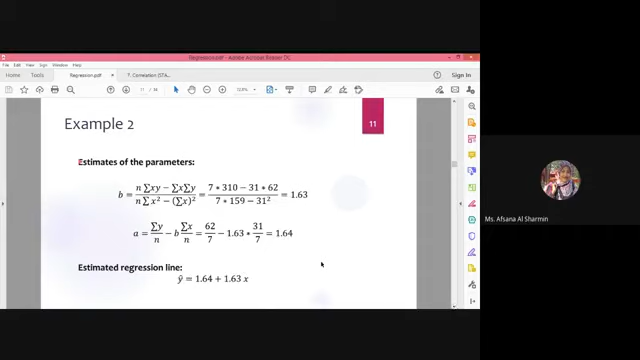 Regression.pdf - Adobe Acrobat Reader DC
File Edit View Sign Window Help
Home Tools Regression.pdf × 7. Correlation (STA... Sign In
11 / 36
Example 2
11
Estimates of the parameters:
b = n ∑xy − ∑x∑y / n ∑x² − (∑x)² = 7 * 310 − 31 * 62 / 7 * 159 − 31² = 1.63
a = ∑y / n − b ∑x / n = 62 / 7 − 1.63 * 31 / 7 = 1.64
Estimated regression line:
ŷ = 1.64 + 1.63 x
Ms. Afsana Al Sharmin